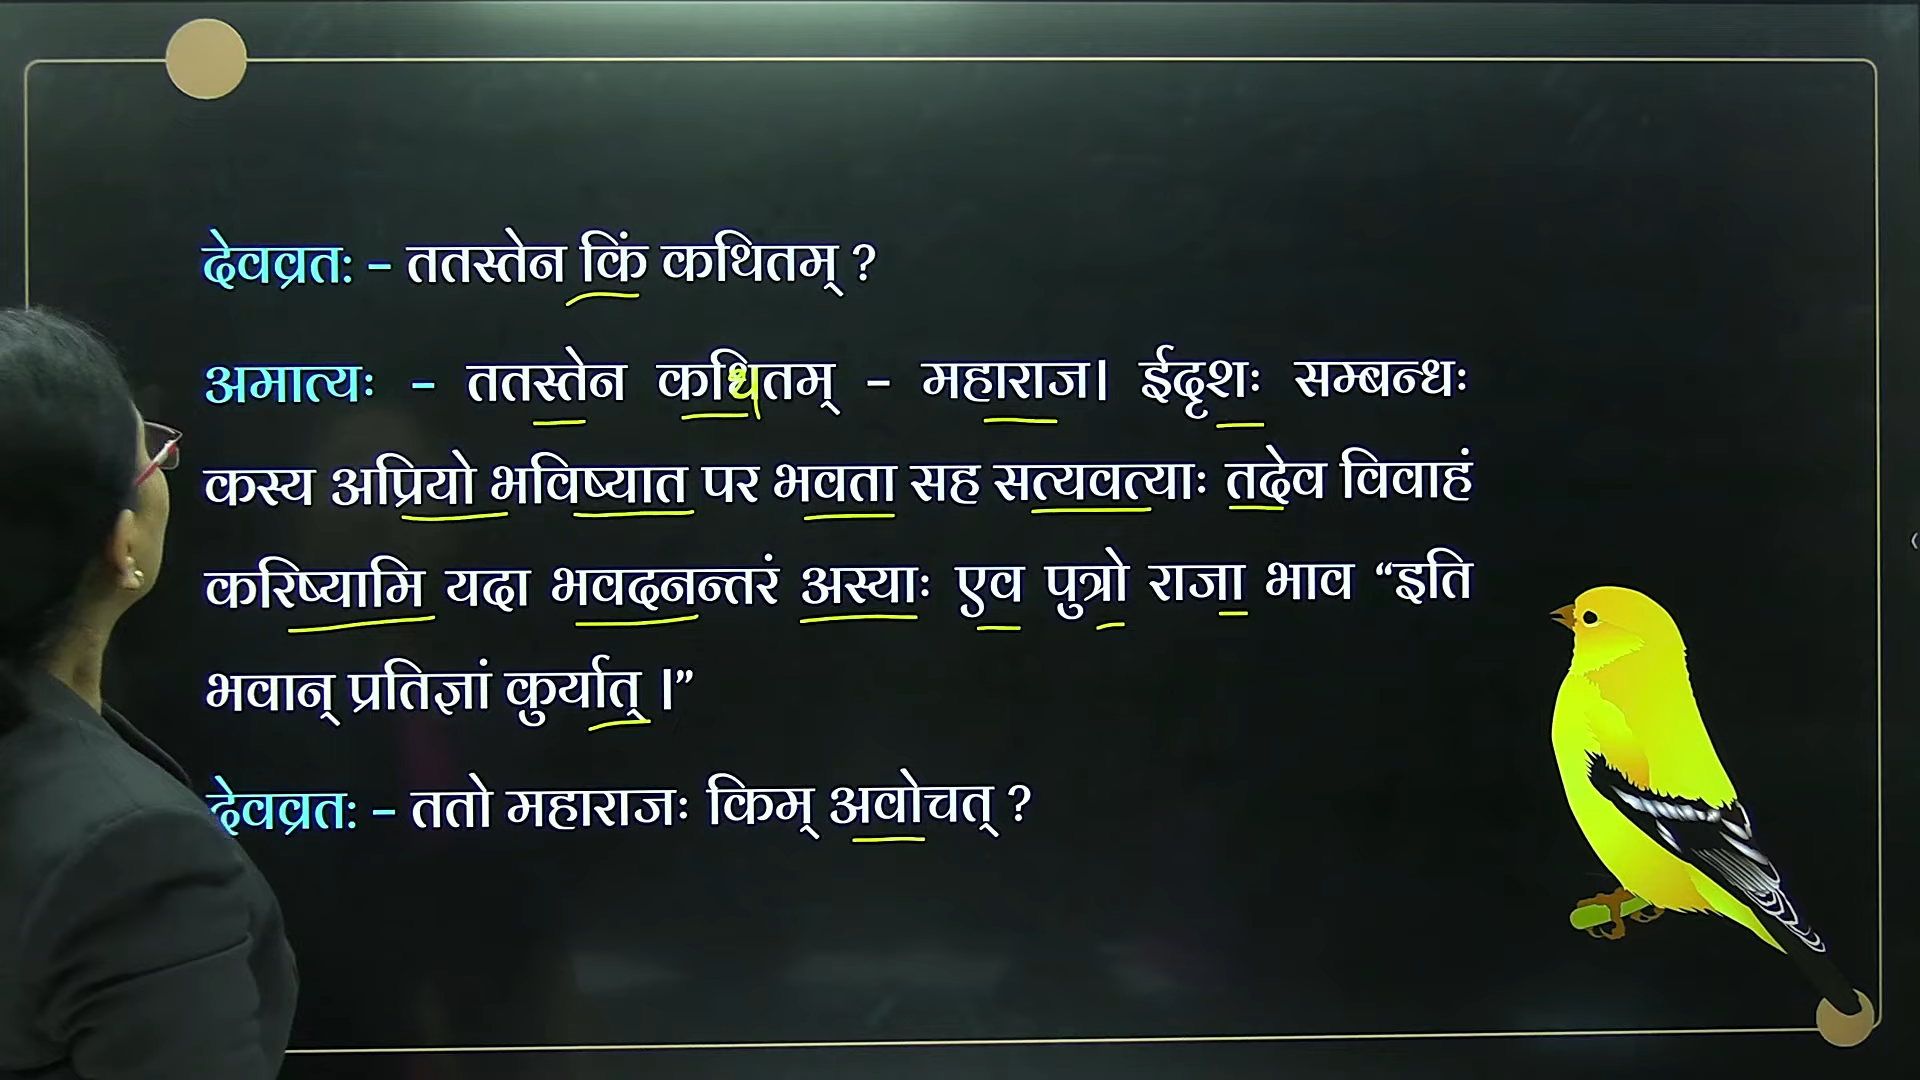 देवव्रतः – ततस्तेन किं कथितम् ?
अमात्यः – ततस्तेन कथितम् – महाराज। ईदृशः सम्बन्धः
कस्य अप्रियो भविष्यात पर भवता सह सत्यवत्याः तदेव विवाहं
करिष्यामि यदा भवदनन्तरं अस्याः एव पुत्रो राजा भाव “इति
भवान् प्रतिज्ञां कुर्यात् ।”
देवव्रतः – ततो महाराजः किम् अवोचत् ?